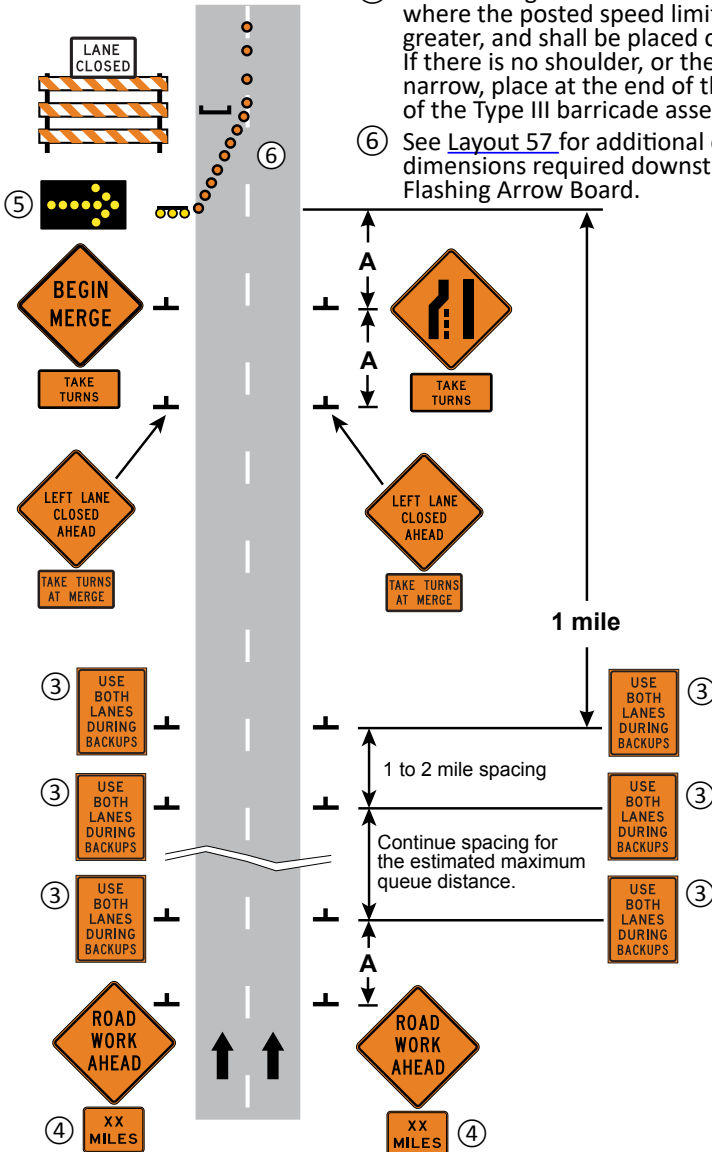 where the posted speed limit
greater, and shall be placed
If there is no shoulder, or the
narrow, place at the end of th
of the Type III barricade asse
⑥ See Layout 57 for additional
dimensions required downst
Flashing Arrow Board.
LANE
CLOSED
⑥
⑤
A
BEGIN
MERGE
TAKE
TURNS
A
TAKE
TURNS
LEFT LANE
CLOSED
AHEAD
TAKE TURNS
AT MERGE
LEFT LANE
CLOSED
AHEAD
TAKE TURNS
AT MERGE
1 mile
③
USE
BOTH
LANES
DURING
BACKUPS
USE
BOTH
LANES
DURING
BACKUPS
③
1 to 2 mile spacing
③
USE
BOTH
LANES
DURING
BACKUPS
USE
BOTH
LANES
DURING
BACKUPS
③
Continue spacing for
the estimated maximum
queue distance.
③
USE
BOTH
LANES
DURING
BACKUPS
USE
BOTH
LANES
DURING
BACKUPS
③
A
ROAD
WORK
AHEAD
XX
MILES
④
ROAD
WORK
AHEAD
XX
MILES
④